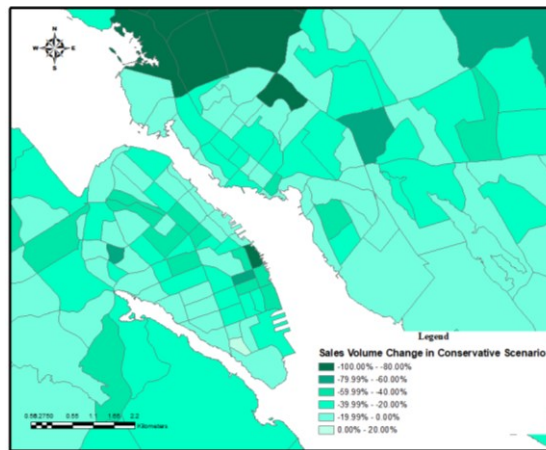 N
W E
S
Legend
Sales Volume Change in Conservative Scenario
-100.00% - -80.00%
-79.99% - -60.00%
-59.99% - -40.00%
-39.99% - -20.00%
-19.99% - 0.00%
0.00% - 20.00%
Kilometers